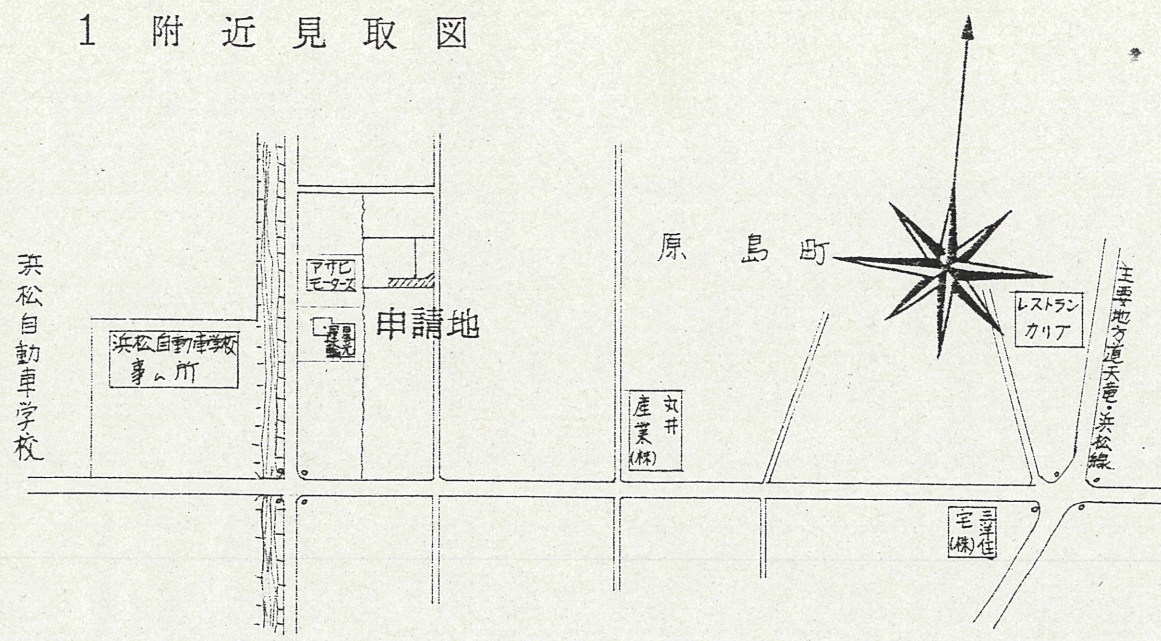 1 附近見取図
浜松自動車学校
浜松自動車学校
事ム所
アサヒ
モータース
申請地
原島町
丸井
産業
(株)
レストラン
カリア
主要地方道天竜・浜松線
三洋住
宅(株)